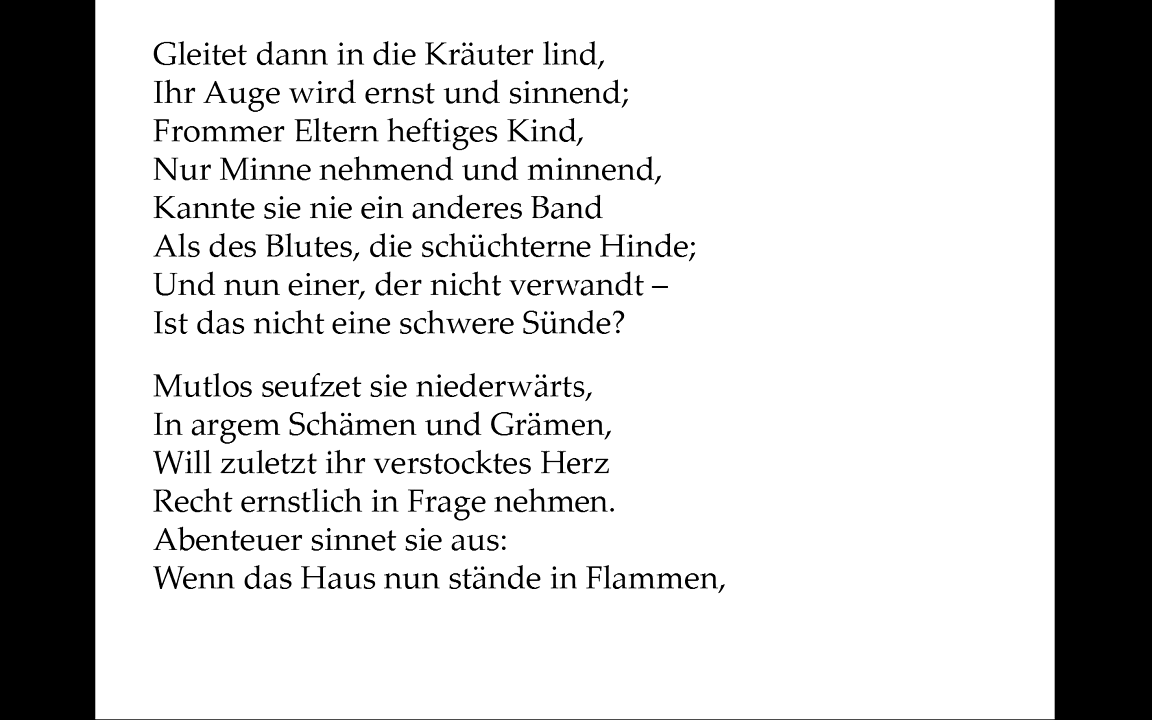 Gleitet dann in die Kräuter lind,
Ihr Auge wird ernst und sinnend;
Frommer Eltern heftiges Kind,
Nur Minne nehmend und minnend,
Kannte sie nie ein anderes Band
Als des Blutes, die schüchterne Hinde;
Und nun einer, der nicht verwandt –
Ist das nicht eine schwere Sünde?
Mutlos seufzet sie niederwärts,
In argem Schämen und Grämen,
Will zuletzt ihr verstocktes Herz
Recht ernstlich in Frage nehmen.
Abenteuer sinnet sie aus:
Wenn das Haus nun stände in Flammen,